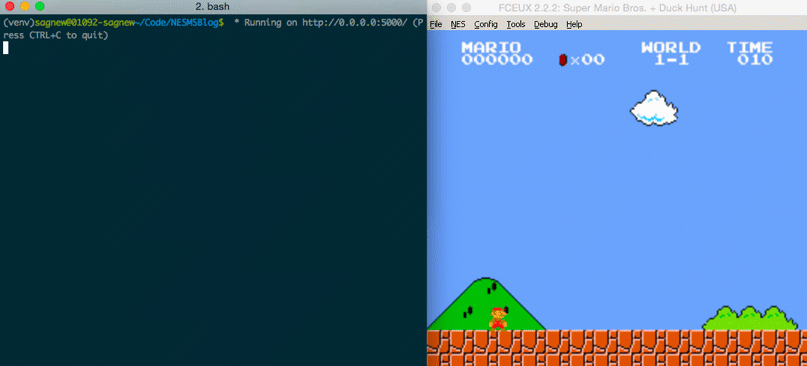 2. bash
(venv)sagnew@0109Z-sagnew~/Code/NESMSBlog$  * Running on http://0.0.0.0:5000/ (P
ress CTRL+C to quit)
FCEUX 2.2.2: Super Mario Bros. + Duck Hunt (USA)
File NES Config Tools Debug Help
MARIO WORLD TIME
000000 ×00 1-1 010